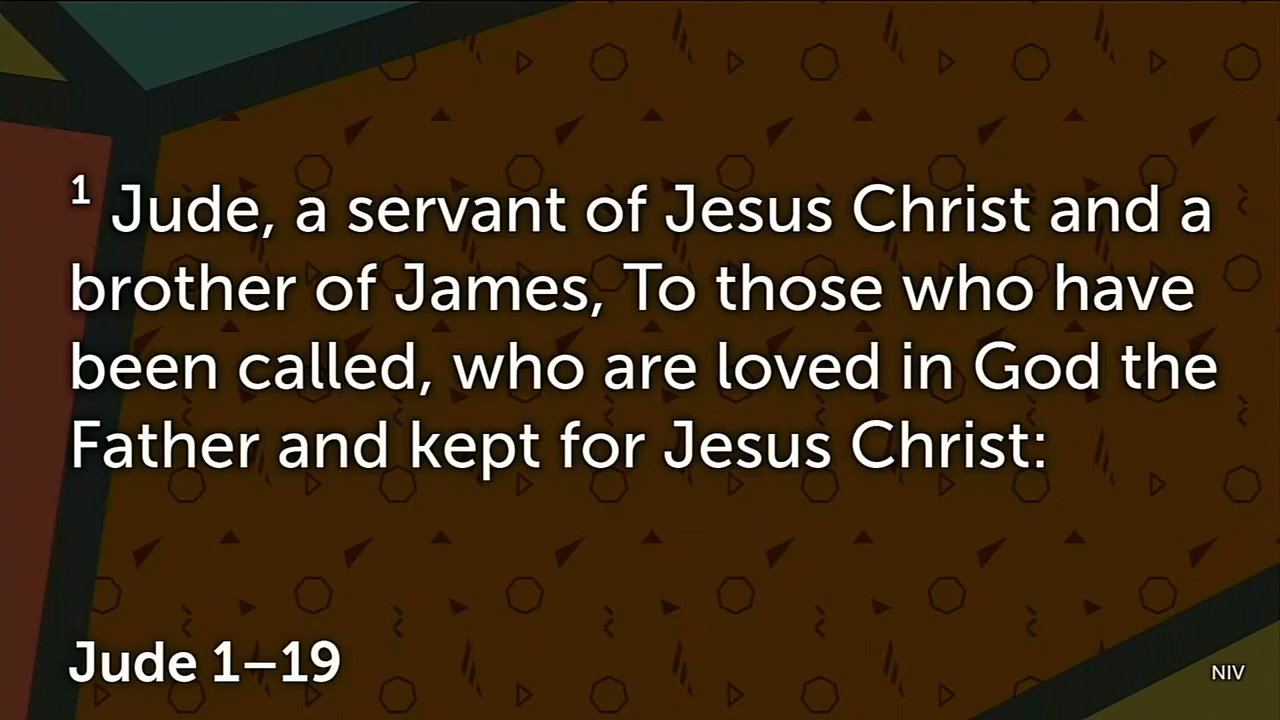 1 Jude, a servant of Jesus Christ and a
brother of James, To those who have
been called, who are loved in God the
Father and kept for Jesus Christ:
Jude 1–19
NIV